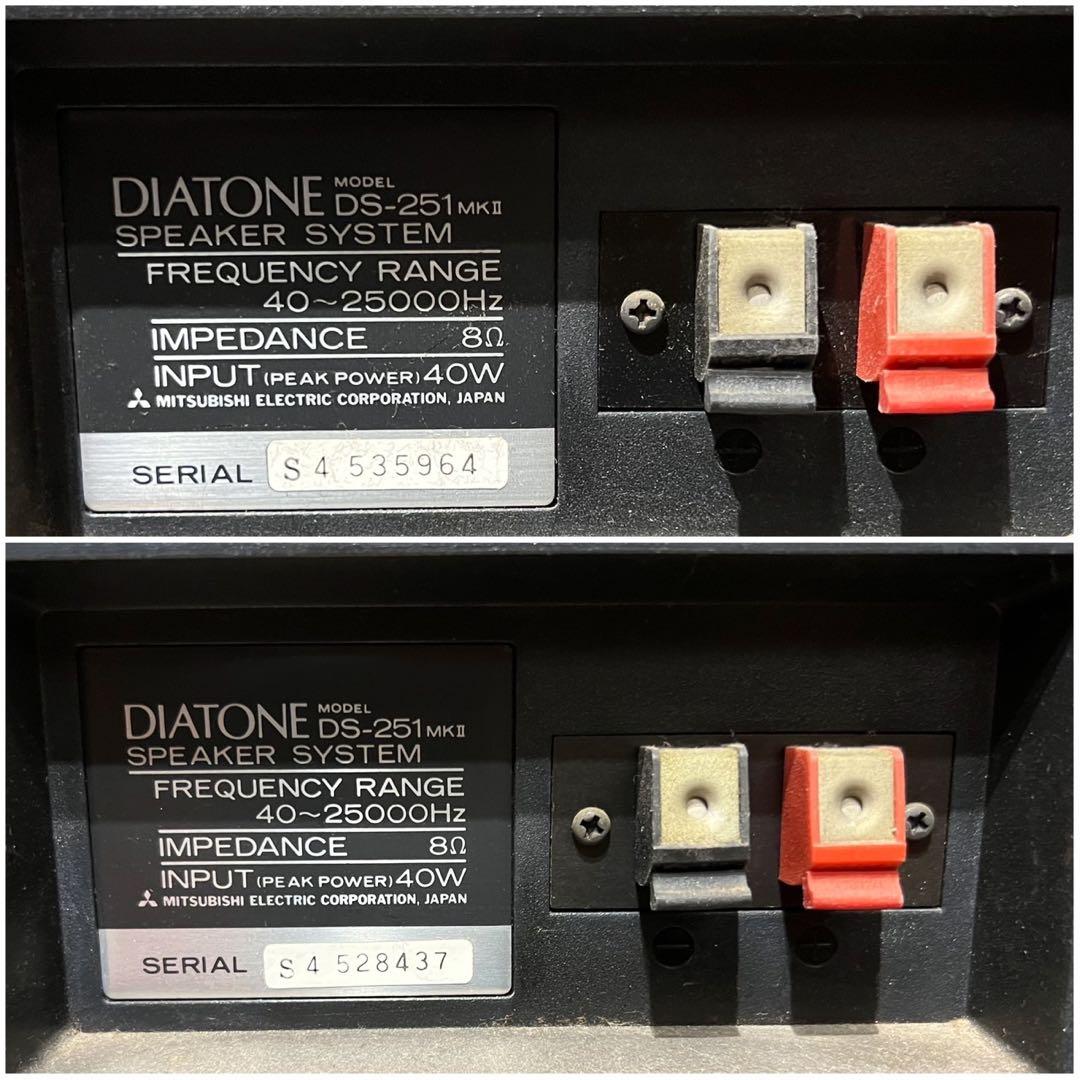 DIATONE MODEL DS-251 MKII
SPEAKER SYSTEM
FREQUENCY RANGE
40~25000Hz
IMPEDANCE 8Ω
INPUT (PEAK POWER) 40W
MITSUBISHI ELECTRIC CORPORATION, JAPAN
SERIAL S4 535964
+
DIATONE MODEL DS-251 MKII
SPEAKER SYSTEM
FREQUENCY RANGE
40~25000Hz
IMPEDANCE 8Ω
INPUT (PEAK POWER) 40W
MITSUBISHI ELECTRIC CORPORATION, JAPAN
SERIAL S4 528437
−